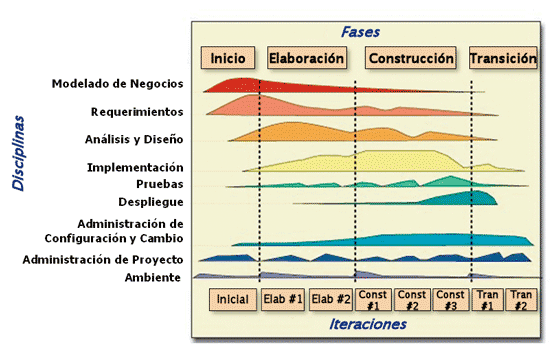 Fases
Inicio Elaboración Construcción Transición
Disciplinas
Modelado de Negocios
Requerimientos
Análisis y Diseño
Implementación
Pruebas
Despliegue
Administración de
Configuración y Cambio
Administración de Proyecto
Ambiente
Inicial Elab #1 Elab #2 Const #1 Const #2 Const #3 Tran #1 Tran #2
Iteraciones